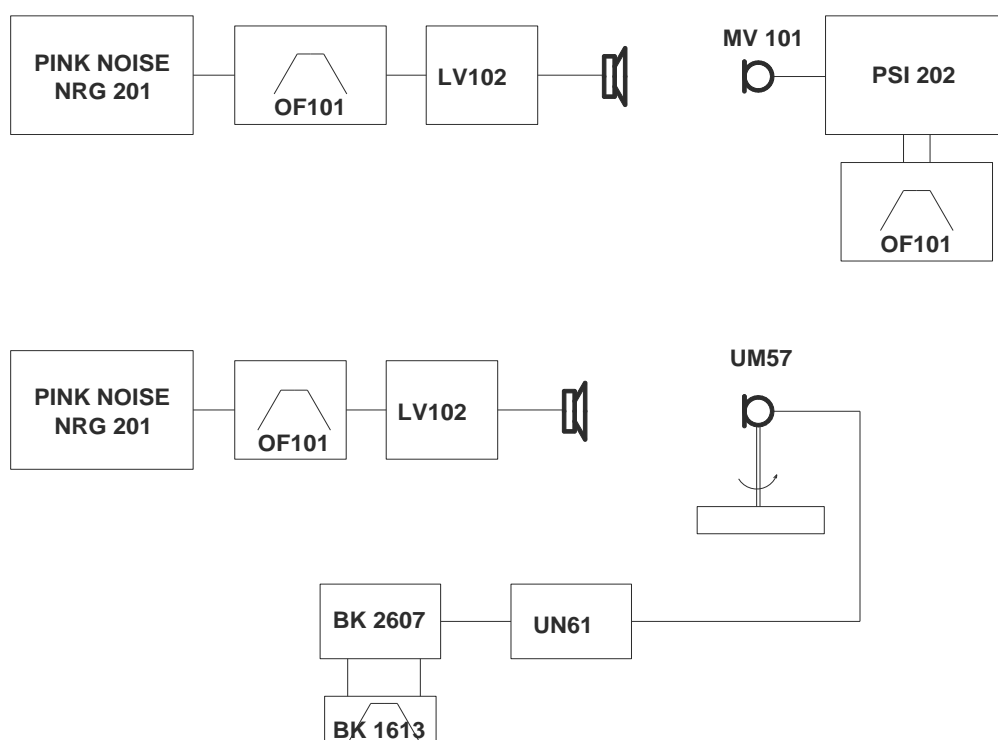 PINK NOISE
NRG 201
OF101
LV102
MV 101
PSI 202
OF101
PINK NOISE
NRG 201
OF101
LV102
UM57
BK 2607
UN61
BK 1613